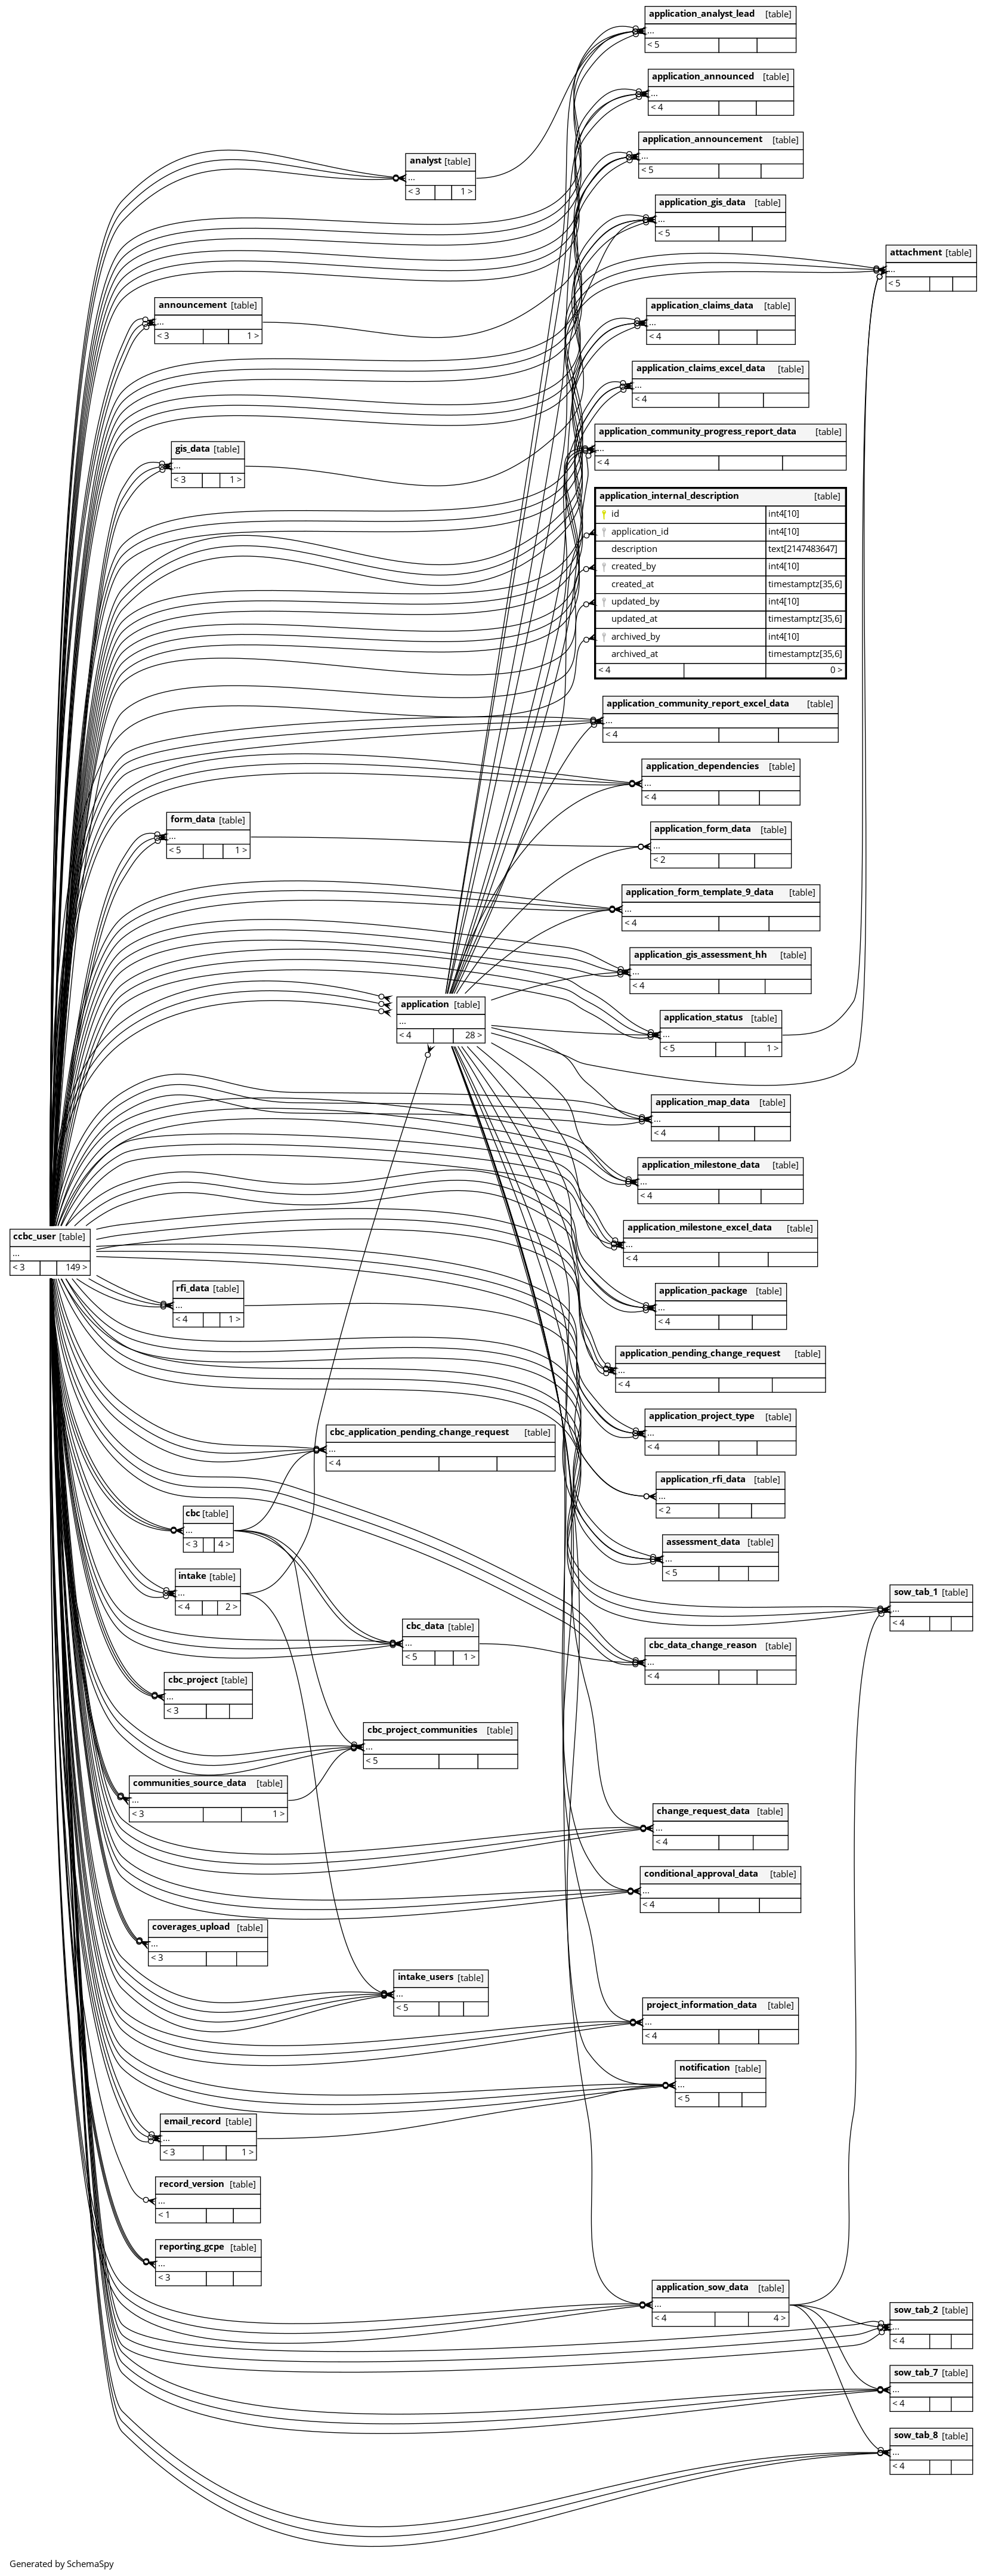 application_analyst_lead [table]
...
< 5
application_announced [table]
...
< 4
application_announcement [table]
...
< 5
analyst [table]
...
< 3 1 >
application_gis_data [table]
...
< 5
attachment [table]
...
< 5
announcement [table]
...
< 3 1 >
application_claims_data [table]
...
< 4
application_claims_excel_data [table]
...
< 4
application_community_progress_report_data [table]
...
< 4
gis_data [table]
...
< 3 1 >
application_internal_description [table]
id int4[10]
application_id int4[10]
description text[2147483647]
created_by int4[10]
created_at timestamptz[35,6]
updated_by int4[10]
updated_at timestamptz[35,6]
archived_by int4[10]
archived_at timestamptz[35,6]
< 4 0 >
application_community_report_excel_data [table]
...
< 4
application_dependencies [table]
...
< 4
form_data [table]
...
< 5 1 >
application_form_data [table]
...
< 2
application_form_template_9_data [table]
...
< 4
application_gis_assessment_hh [table]
...
< 4
application [table]
...
< 4 28 >
application_status [table]
...
< 5 1 >
application_map_data [table]
...
< 4
application_milestone_data [table]
...
< 4
application_milestone_excel_data [table]
...
< 4
ccbc_user [table]
...
< 3 149 >
rfi_data [table]
...
< 4 1 >
application_package [table]
...
< 4
application_pending_change_request [table]
...
< 4
application_project_type [table]
...
< 4
cbc_application_pending_change_request [table]
...
< 4
application_rfi_data [table]
...
< 2
cbc [table]
...
< 3 4 >
assessment_data [table]
...
< 5
intake [table]
...
< 4 2 >
sow_tab_1 [table]
...
< 4
cbc_data [table]
...
< 5 1 >
cbc_data_change_reason [table]
...
< 4
cbc_project [table]
...
< 3
cbc_project_communities [table]
...
< 5
communities_source_data [table]
...
< 3 1 >
change_request_data [table]
...
< 4
conditional_approval_data [table]
...
< 4
coverages_upload [table]
...
< 3
intake_users [table]
...
< 5
project_information_data [table]
...
< 4
notification [table]
...
< 5
email_record [table]
...
< 3 1 >
record_version [table]
...
< 1
reporting_gcpe [table]
...
< 3
application_sow_data [table]
...
< 4 4 >
sow_tab_2 [table]
...
< 4
sow_tab_7 [table]
...
< 4
sow_tab_8 [table]
...
< 4
Generated by SchemaSpy